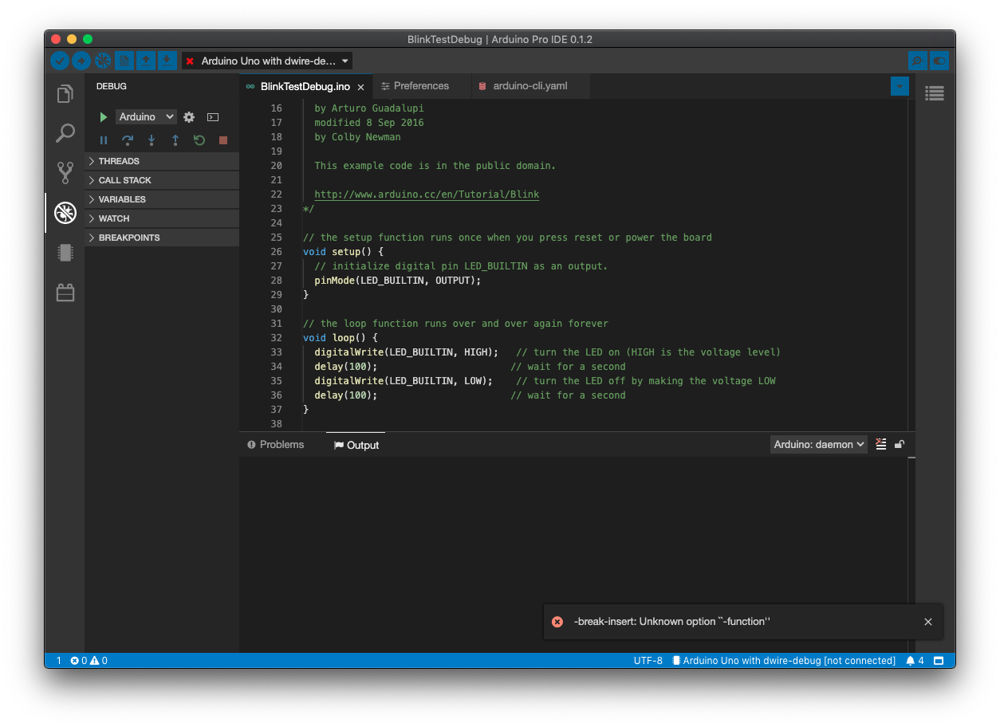 BlinkTestDebug | Arduino Pro IDE 0.1.2
Arduino Uno with dwire-de...
DEBUG
Arduino
THREADS
CALL STACK
VARIABLES
WATCH
BREAKPOINTS
BlinkTestDebug.ino
Preferences
arduino-cli.yaml
16 by Arturo Guadalupi
17 modified 8 Sep 2016
18 by Colby Newman
19
20 This example code is in the public domain.
21
22 http://www.arduino.cc/en/Tutorial/Blink
23 */
24
25 // the setup function runs once when you press reset or power the board
26 void setup() {
27 // initialize digital pin LED_BUILTIN as an output.
28 pinMode(LED_BUILTIN, OUTPUT);
29 }
30
31 // the loop function runs over and over again forever
32 void loop() {
33 digitalWrite(LED_BUILTIN, HIGH); // turn the LED on (HIGH is the voltage level)
34 delay(100); // wait for a second
35 digitalWrite(LED_BUILTIN, LOW); // turn the LED off by making the voltage LOW
36 delay(100); // wait for a second
37 }
38
Problems
Output
Arduino: daemon
-break-insert: Unknown option ``-function''
1 0 0
UTF-8 Arduino Uno with dwire-debug [not connected] 4